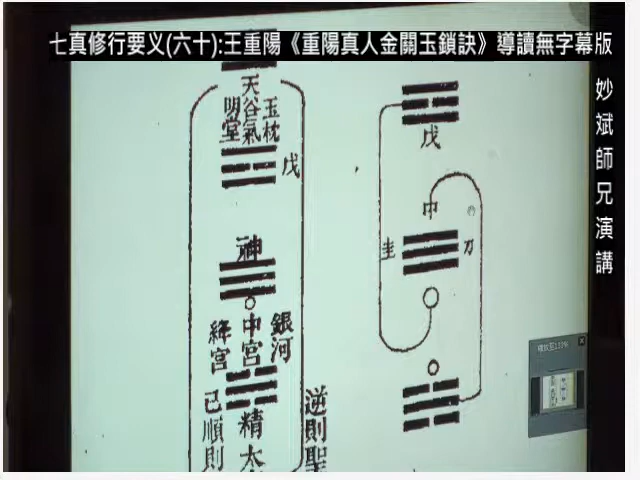 七真修行要义(六十):王重陽《重陽真人金關玉鎖訣》導讀無字幕版
妙斌師兄演講
天谷氣
明堂
玉枕
戊
神
中宮
絳宮
銀河
己順則
精太
逆則聖
戊
中
圭
刀